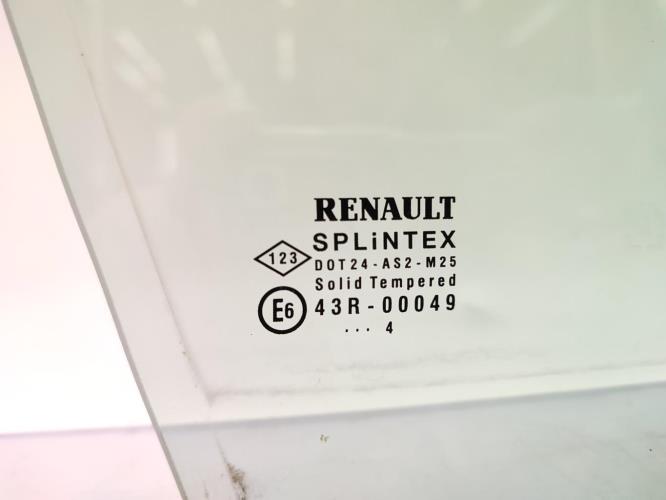 RENAULT
SPLiNTEX
123
DOT24-AS2-M25
Solid Tempered
E6 43R-00049
... 4